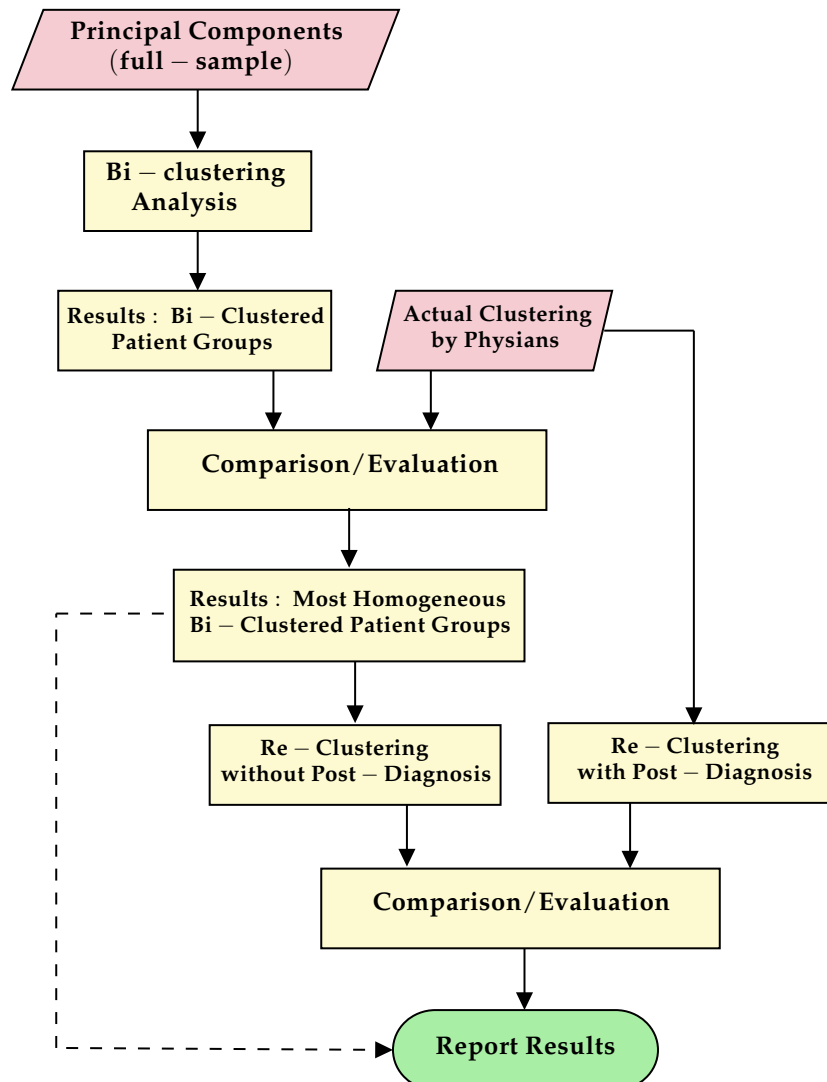 Principal Components
(full – sample)
Bi – clustering
Analysis
Results : Bi – Clustered
Patient Groups
Actual Clustering
by Physians
Comparison/Evaluation
Results : Most Homogeneous
Bi – Clustered Patient Groups
Re – Clustering
without Post – Diagnosis
Re – Clustering
with Post – Diagnosis
Comparison/Evaluation
Report Results